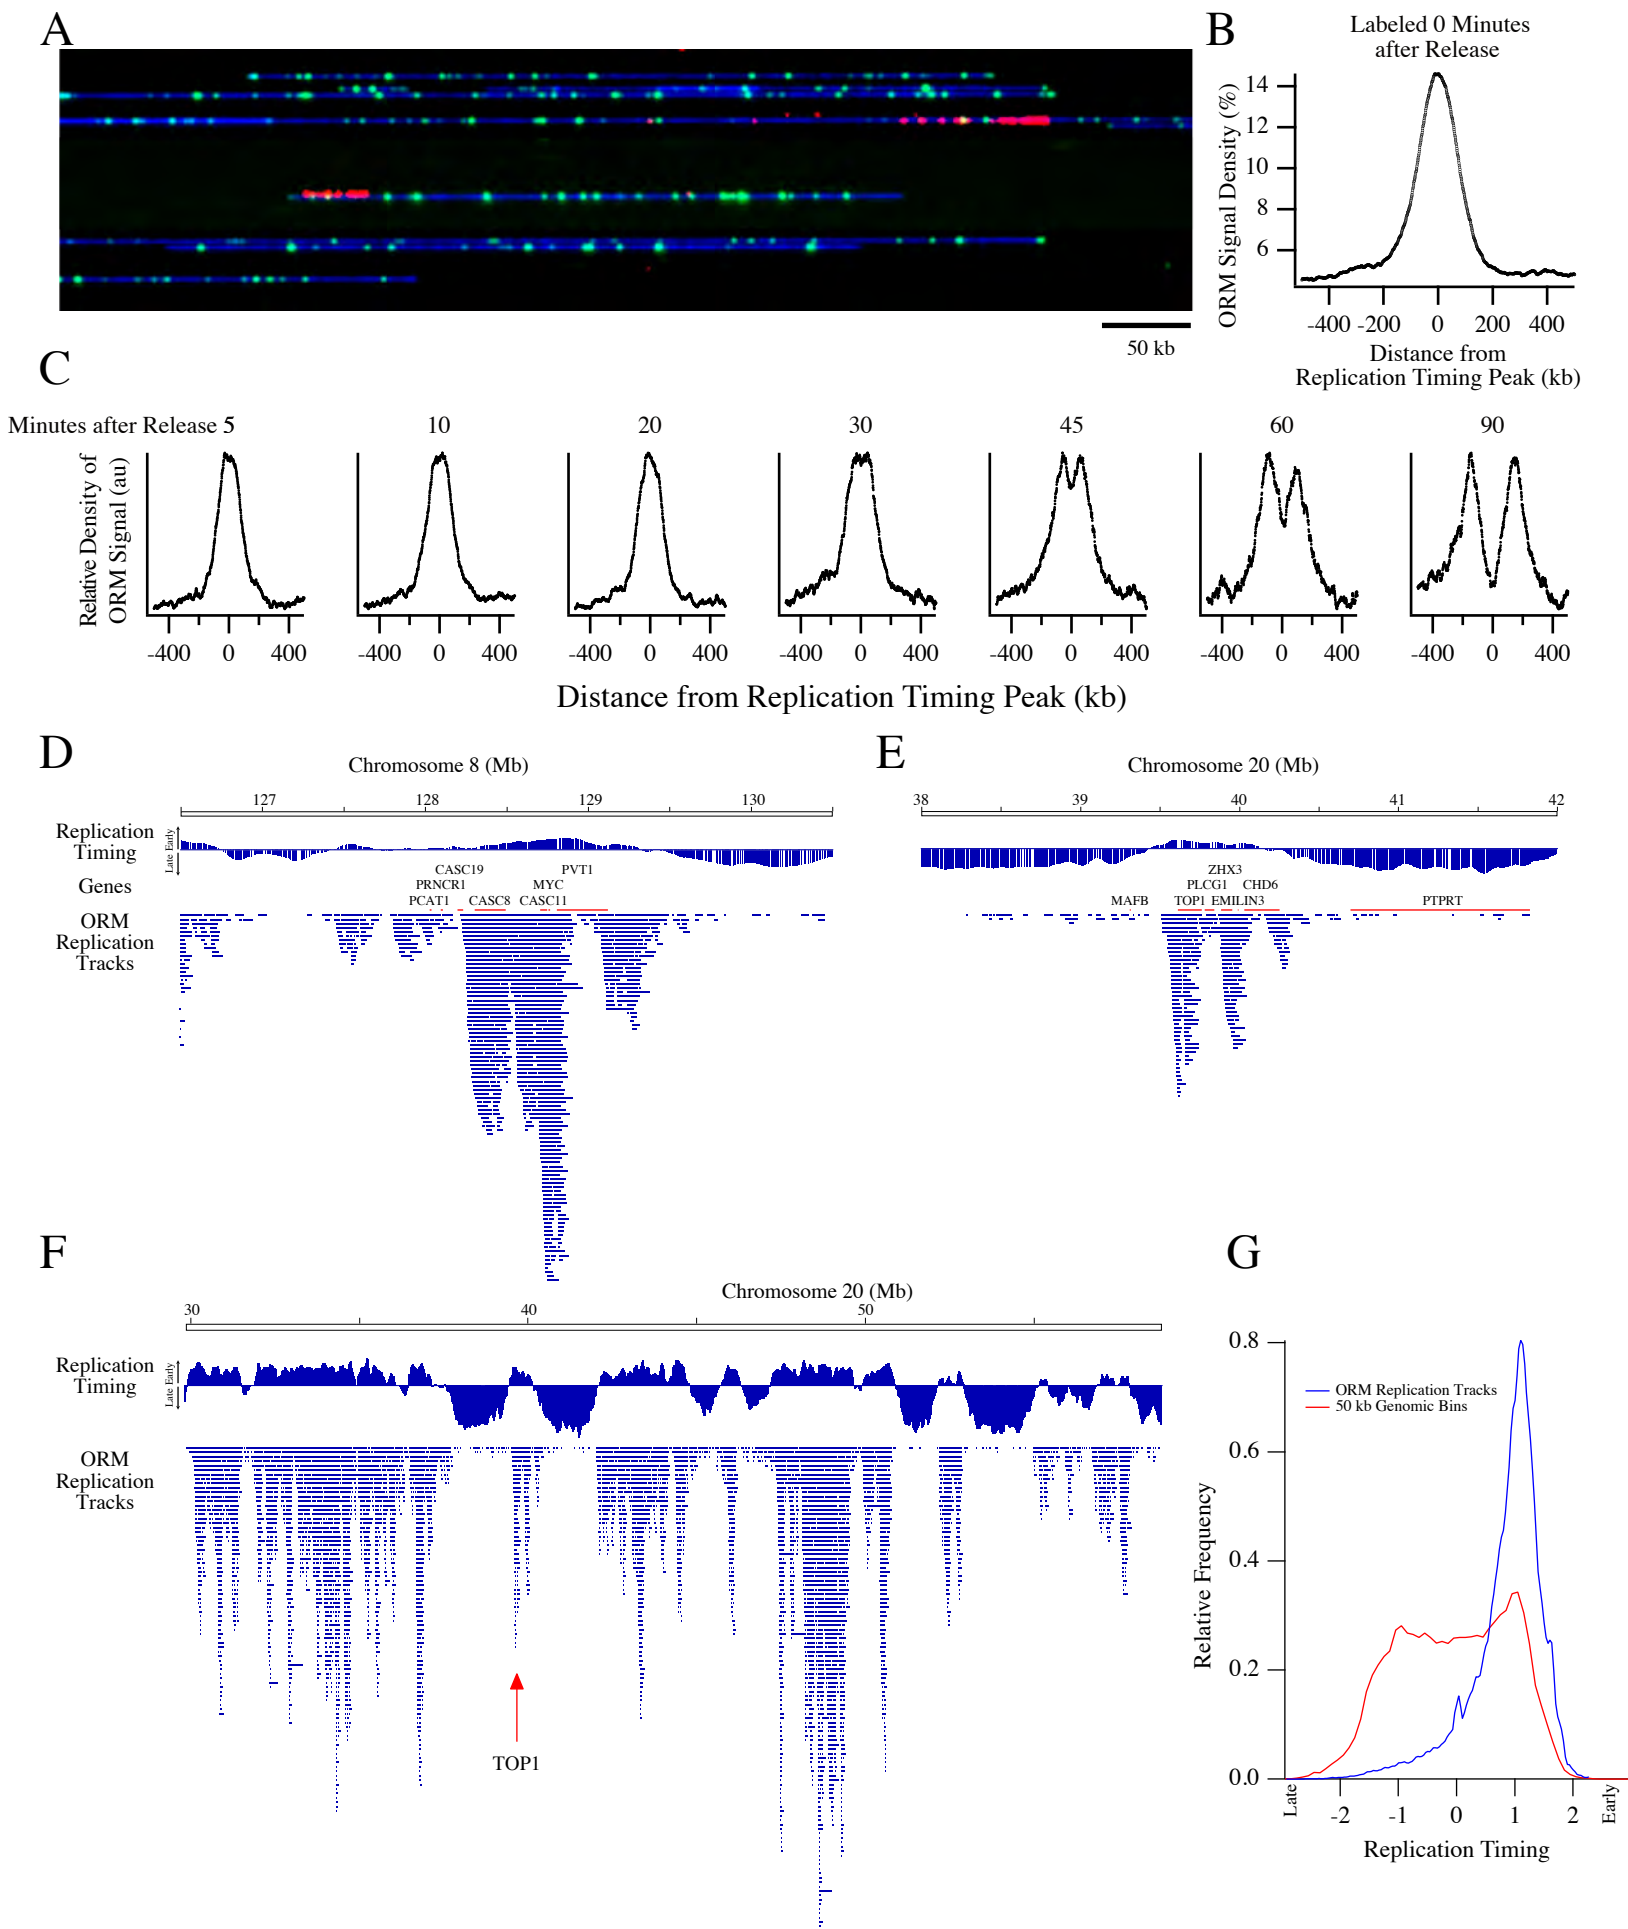 A
50 kb
B
Labeled 0 Minutes
after Release
ORM Signal Density (%)
14
12
10
8
6
-400 -200 0 200 400
Distance from
Replication Timing Peak (kb)
C
Minutes after Release 5 10 20 30 45 60 90
Relative Density of
ORM Signal (au)
-400 0 400 -400 0 400 -400 0 400 -400 0 400 -400 0 400 -400 0 400 -400 0 400
Distance from Replication Timing Peak (kb)
D
Chromosome 8 (Mb)
127 128 129 130
Replication
Timing
Late Early
Genes
CASC19 PVT1
PRNCR1 MYC
PCAT1 CASC8 CASC11
ORM
Replication
Tracks
E
Chromosome 20 (Mb)
38 39 40 41 42
Late Early
ZHX3
PLCG1 CHD6
MAFB TOP1 EMILIN3 PTPRT
F
Chromosome 20 (Mb)
30 40 50
Replication
Timing
Late Early
ORM
Replication
Tracks
TOP1
G
Relative Frequency
0.8
0.6
0.4
0.2
0.0
ORM Replication Tracks
50 kb Genomic Bins
Late -2 -1 0 1 2 Early
Replication Timing